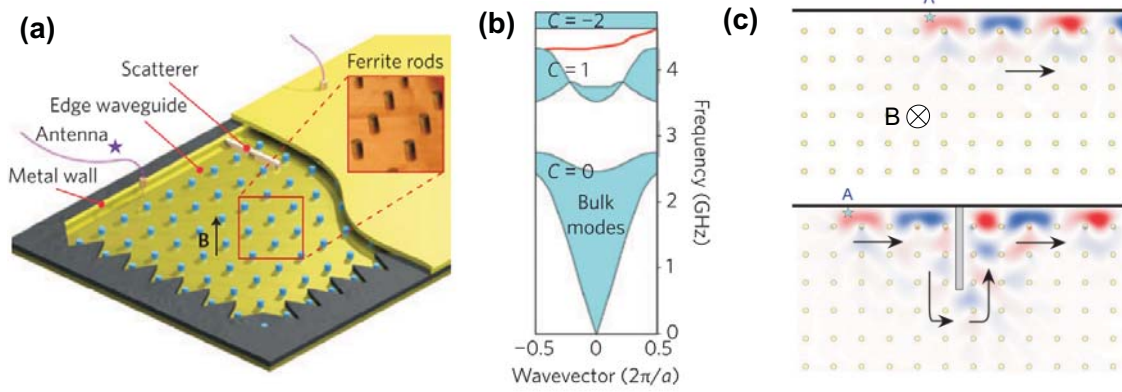 (a)
Scatterer
Edge waveguide
Antenna
Metal wall
Ferrite rods
B
(b)
C = −2
C = 1
C = 0
Bulk
modes
4
3
2
1
0
Frequency (GHz)
−0.5
0
0.5
Wavevector (2π/a)
(c)
A
B
A